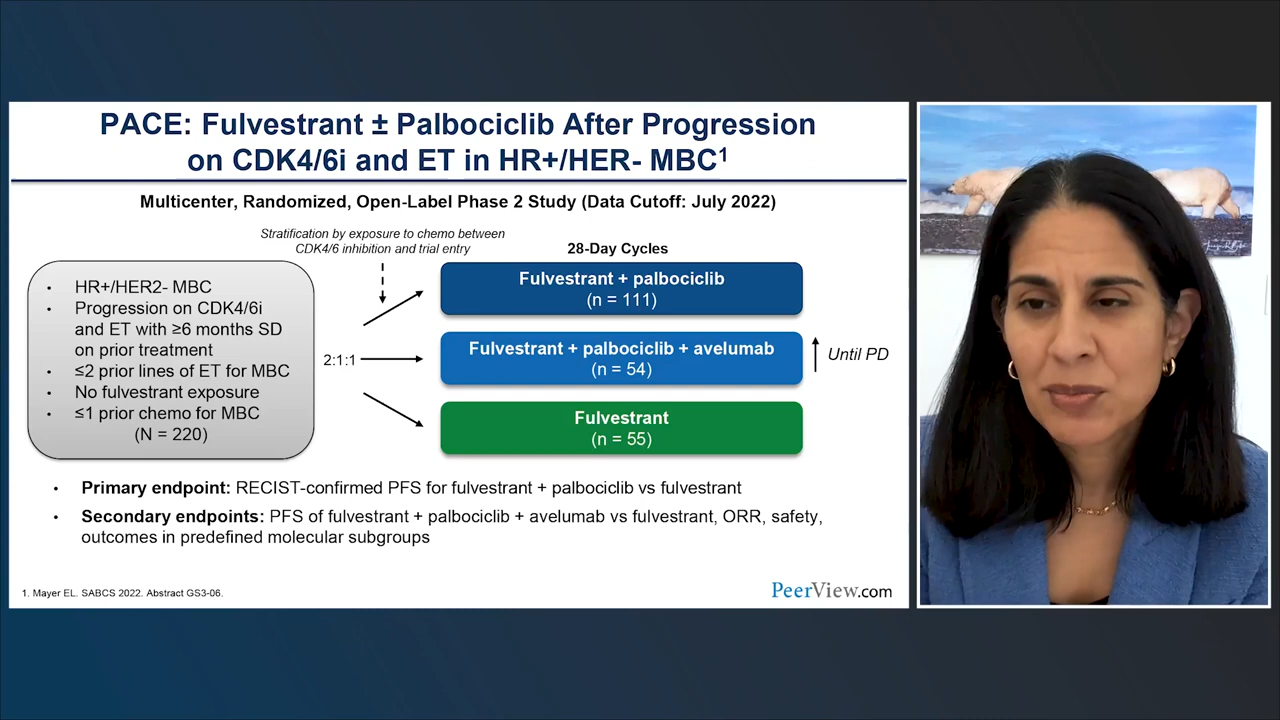 PACE: Fulvestrant ± Palbociclib After Progression
on CDK4/6i and ET in HR+/HER- MBC¹
Multicenter, Randomized, Open-Label Phase 2 Study (Data Cutoff: July 2022)
Stratification by exposure to chemo between
CDK4/6 inhibition and trial entry
28-Day Cycles
• HR+/HER2- MBC
• Progression on CDK4/6i
and ET with ≥6 months SD
on prior treatment
• ≤2 prior lines of ET for MBC
• No fulvestrant exposure
• ≤1 prior chemo for MBC
(N = 220)
2:1:1
Fulvestrant + palbociclib
(n = 111)
Fulvestrant + palbociclib + avelumab
(n = 54)
Until PD
Fulvestrant
(n = 55)
• Primary endpoint: RECIST-confirmed PFS for fulvestrant + palbociclib vs fulvestrant
• Secondary endpoints: PFS of fulvestrant + palbociclib + avelumab vs fulvestrant, ORR, safety,
outcomes in predefined molecular subgroups
1. Mayer EL. SABCS 2022. Abstract GS3-06.
PeerView.com